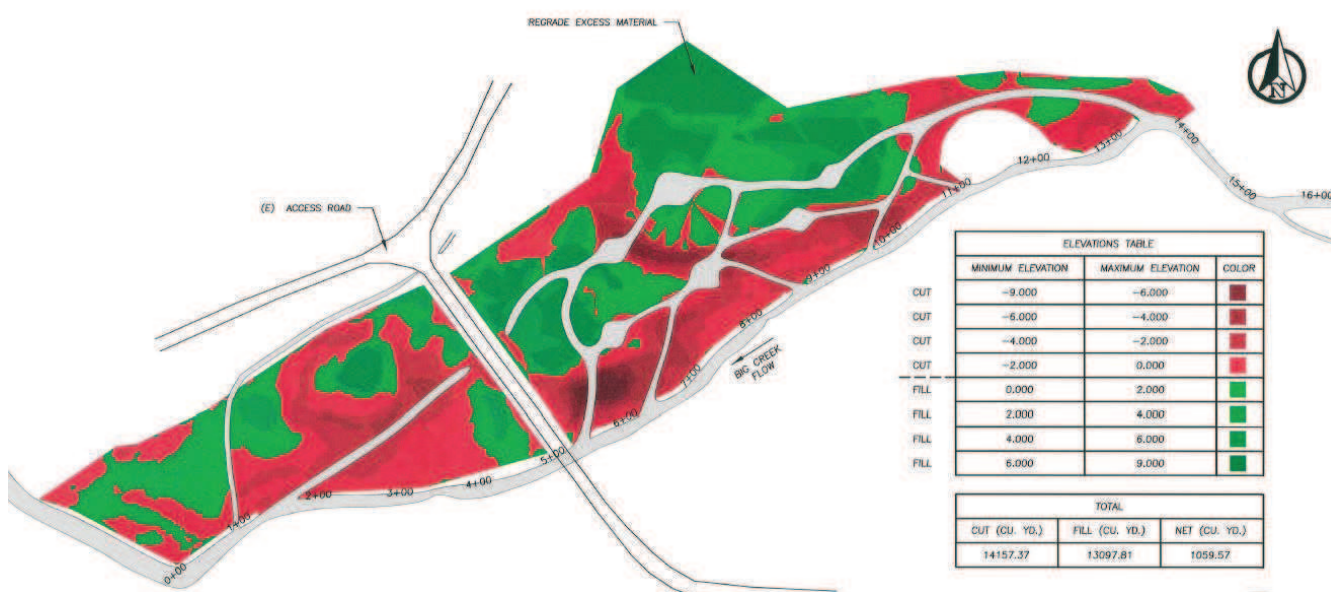 REGRADE EXCESS MATERIAL
N
(E) ACCESS ROAD
BIG CREEK
FLOW
0+00
1+00
2+00
3+00
4+00
5+00
6+00
7+00
8+00
9+00
10+00
11+00
12+00
13+00
14+00
15+00
16+00
ELEVATIONS TABLE
MINIMUM ELEVATION MAXIMUM ELEVATION COLOR
CUT -9.000 -6.000
CUT -6.000 -4.000
CUT -4.000 -2.000
CUT -2.000 0.000
FILL 0.000 2.000
FILL 2.000 4.000
FILL 4.000 6.000
FILL 6.000 9.000
TOTAL
CUT (CU. YD.) FILL (CU. YD.) NET (CU. YD.)
14157.37 13097.81 1059.57